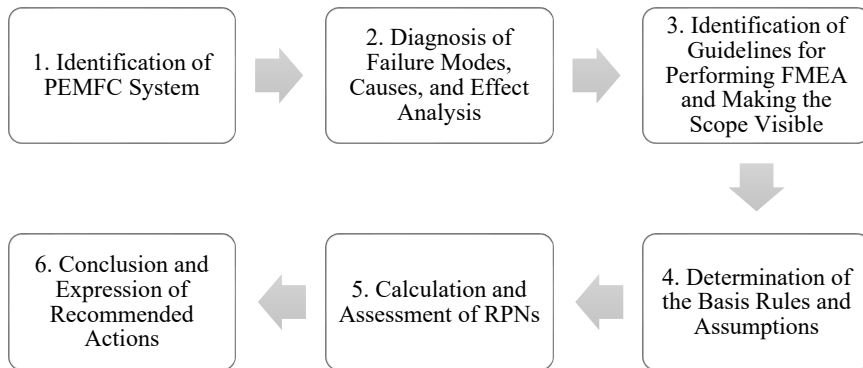 1. Identification of
PEMFC System
2. Diagnosis of
Failure Modes,
Causes, and Effect
Analysis
3. Identification of
Guidelines for
Performing FMEA
and Making the
Scope Visible
4. Determination of
the Basis Rules and
Assumptions
5. Calculation and
Assessment of RPNs
6. Conclusion and
Expression of
Recommended
Actions